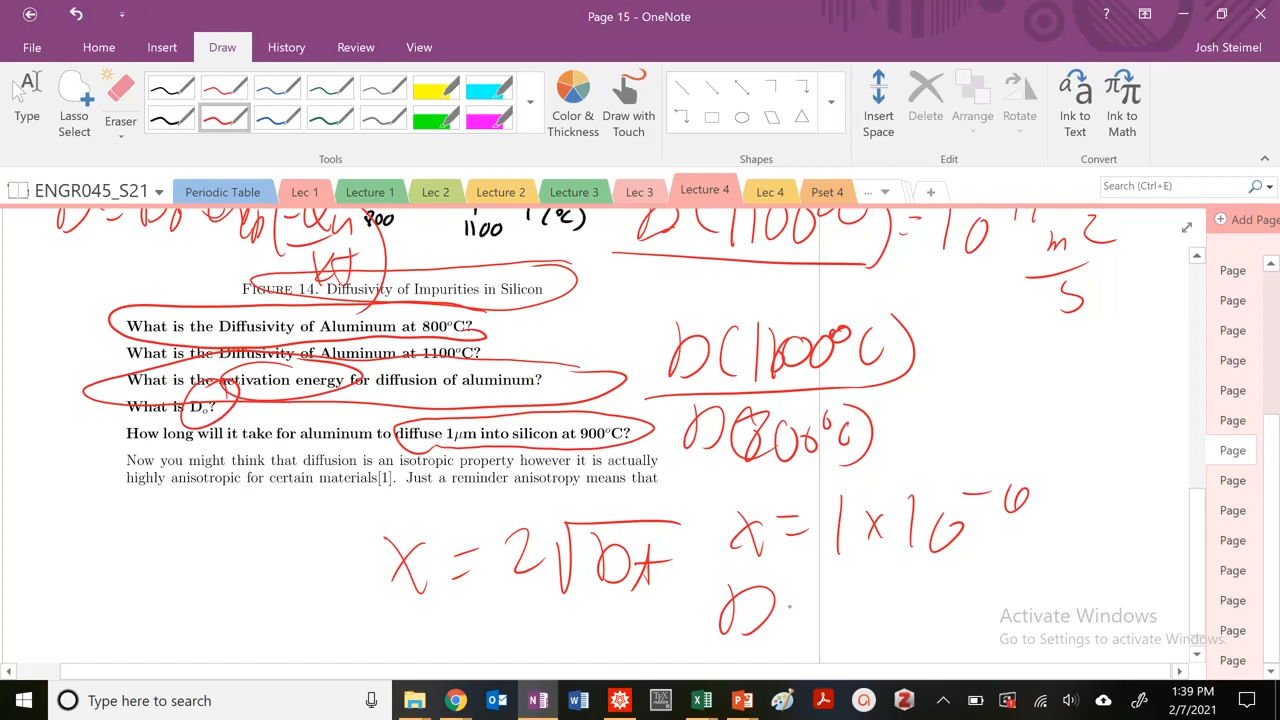 Page 15 - OneNote
File Home Insert Draw History Review View Josh Steimel
Type Lasso Select Eraser Color & Thickness Draw with Touch Insert Space Delete Arrange Rotate Ink to Text Ink to Math
Tools Shapes Edit Convert
ENGR045_S21 Periodic Table Lec 1 Lecture 1 Lec 2 Lecture 2 Lecture 3 Lec 3 Lecture 4 Lec 4 Pset 4 ... Search (Ctrl+E)
Add Page
800
1100
D(1100°C) = 10 m2
s
FIGURE 14. Diffusivity of Impurities in Silicon
What is the Diffusivity of Aluminum at 800°C?
What is the Diffusivity of Aluminum at 1100°C?
What is the activation energy for diffusion of aluminum?
What is Do?
How long will it take for aluminum to diffuse 1μm into silicon at 900°C?
Now you might think that diffusion is an isotropic property however it is actually
highly anisotropic for certain materials[1]. Just a reminder anisotropy means that
D(1100°C)
D(800°C)
x = 2√Dt
x = 1x10^-6
D
Page
Page
Page
Page
Page
Page
Page
Page
Page
Page
Page
Page
Page
Page
Activate Windows
Go to Settings to activate Windows.
Type here to search
1:39 PM
2/7/2021